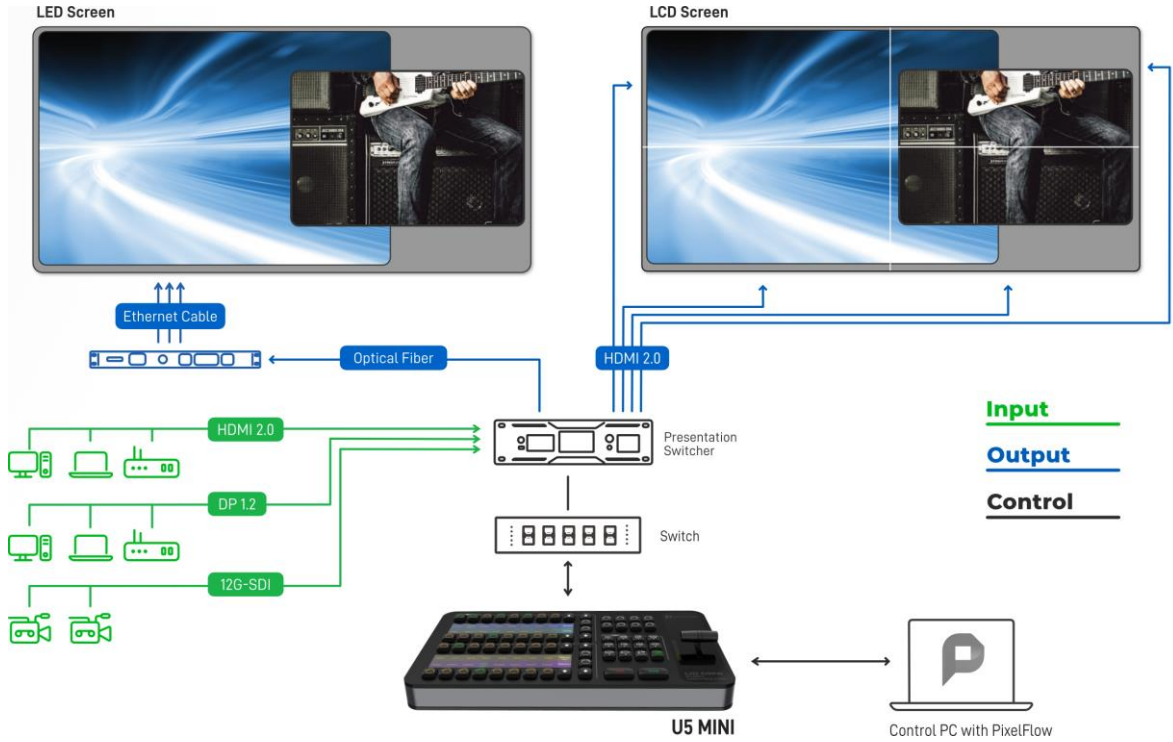 LED Screen
LCD Screen
Ethernet Cable
Optical Fiber
HDMI 2.0
HDMI 2.0
Presentation
Switcher
DP 1.2
Switch
12G-SDI
Input
Output
Control
U5 MINI
Control PC with PixelFlow